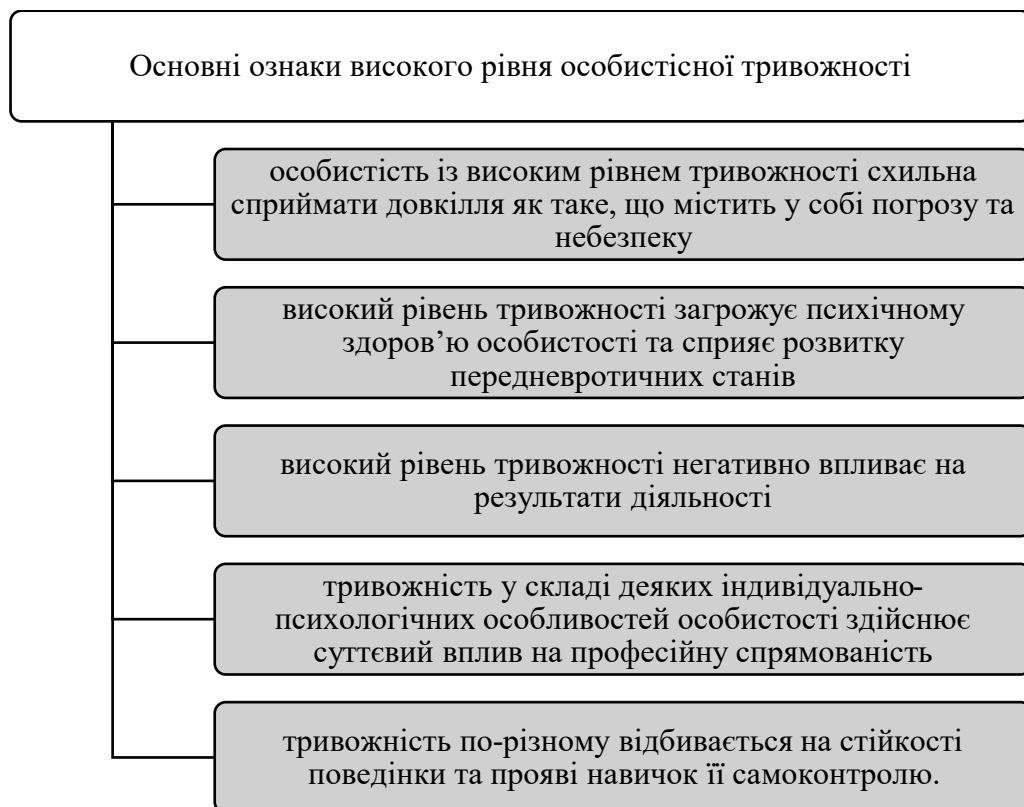 Основні ознаки високого рівня особистісної тривожності
особистість із високим рівнем тривожності схильна
сприймати довкілля як таке, що містить у собі погрозу та
небезпеку
високий рівень тривожності загрожує психічному
здоров’ю особистості та сприяє розвитку
передневротичних станів
високий рівень тривожності негативно впливає на
результати діяльності
тривожність у складі деяких індивідуально-
психологічних особливостей особистості здійснює
суттєвий вплив на професійну спрямованість
тривожність по-різному відбивається на стійкості
поведінки та прояві навичок її самоконтролю.